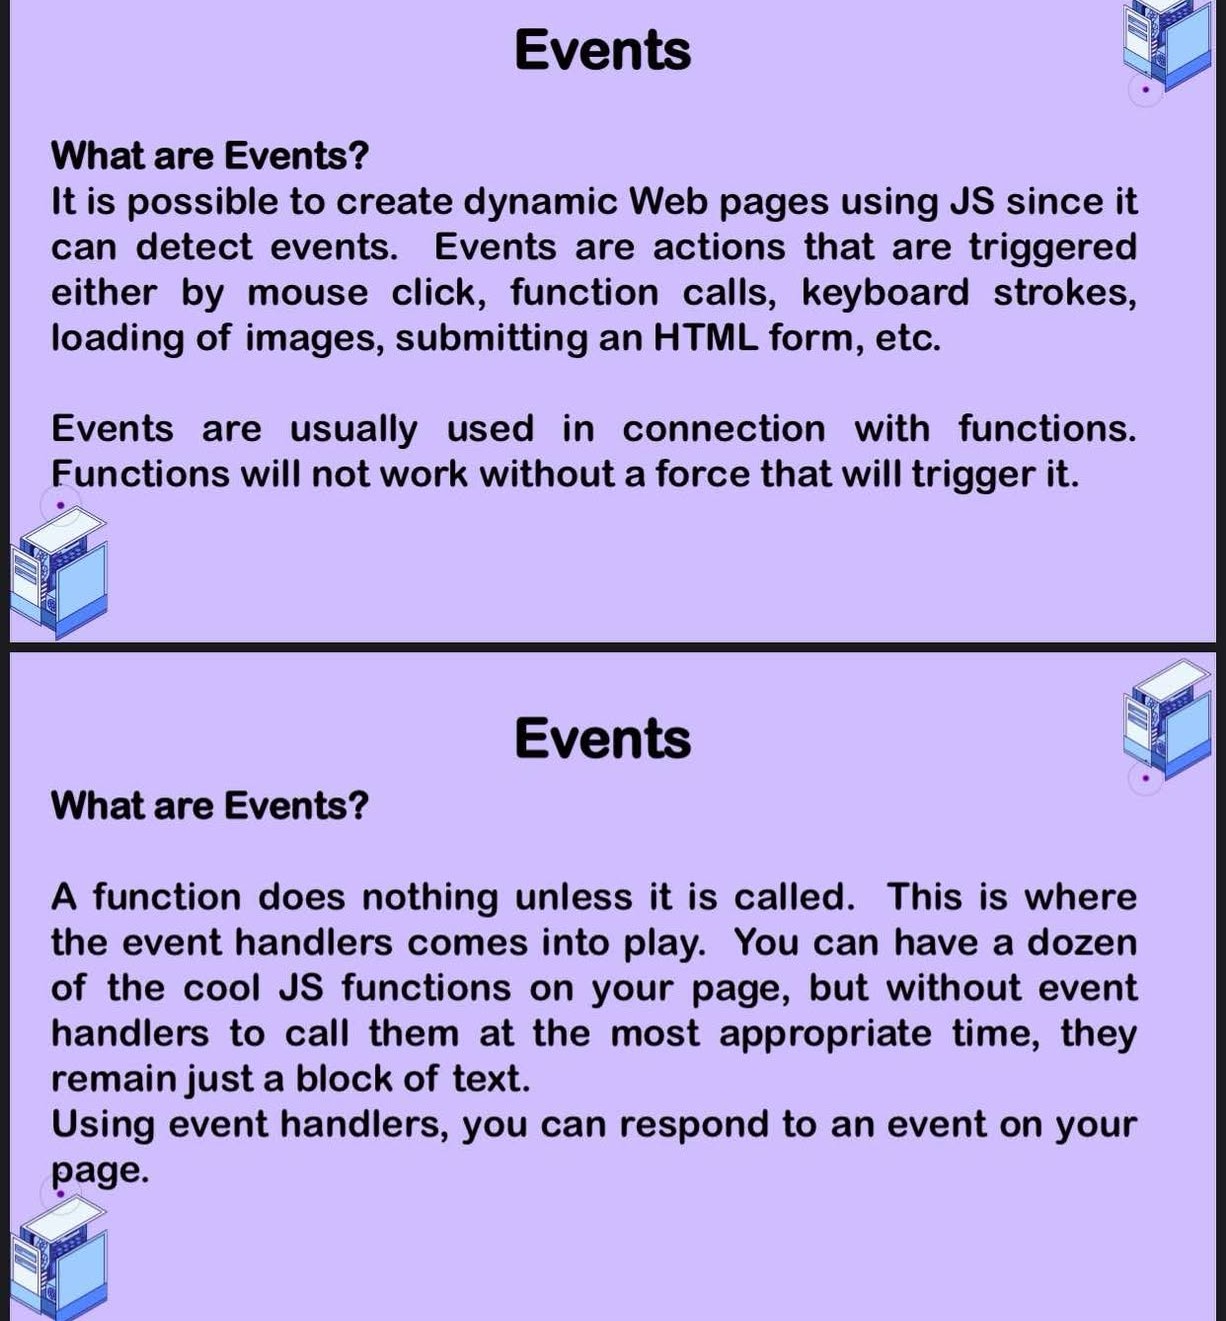 Events
What are Events?
It is possible to create dynamic Web pages using JS since it
can detect events. Events are actions that are triggered
either by mouse click, function calls, keyboard strokes,
loading of images, submitting an HTML form, etc.
Events are usually used in connection with functions.
Functions will not work without a force that will trigger it.
Events
What are Events?
A function does nothing unless it is called. This is where
the event handlers comes into play. You can have a dozen
of the cool JS functions on your page, but without event
handlers to call them at the most appropriate time, they
remain just a block of text.
Using event handlers, you can respond to an event on your
page.